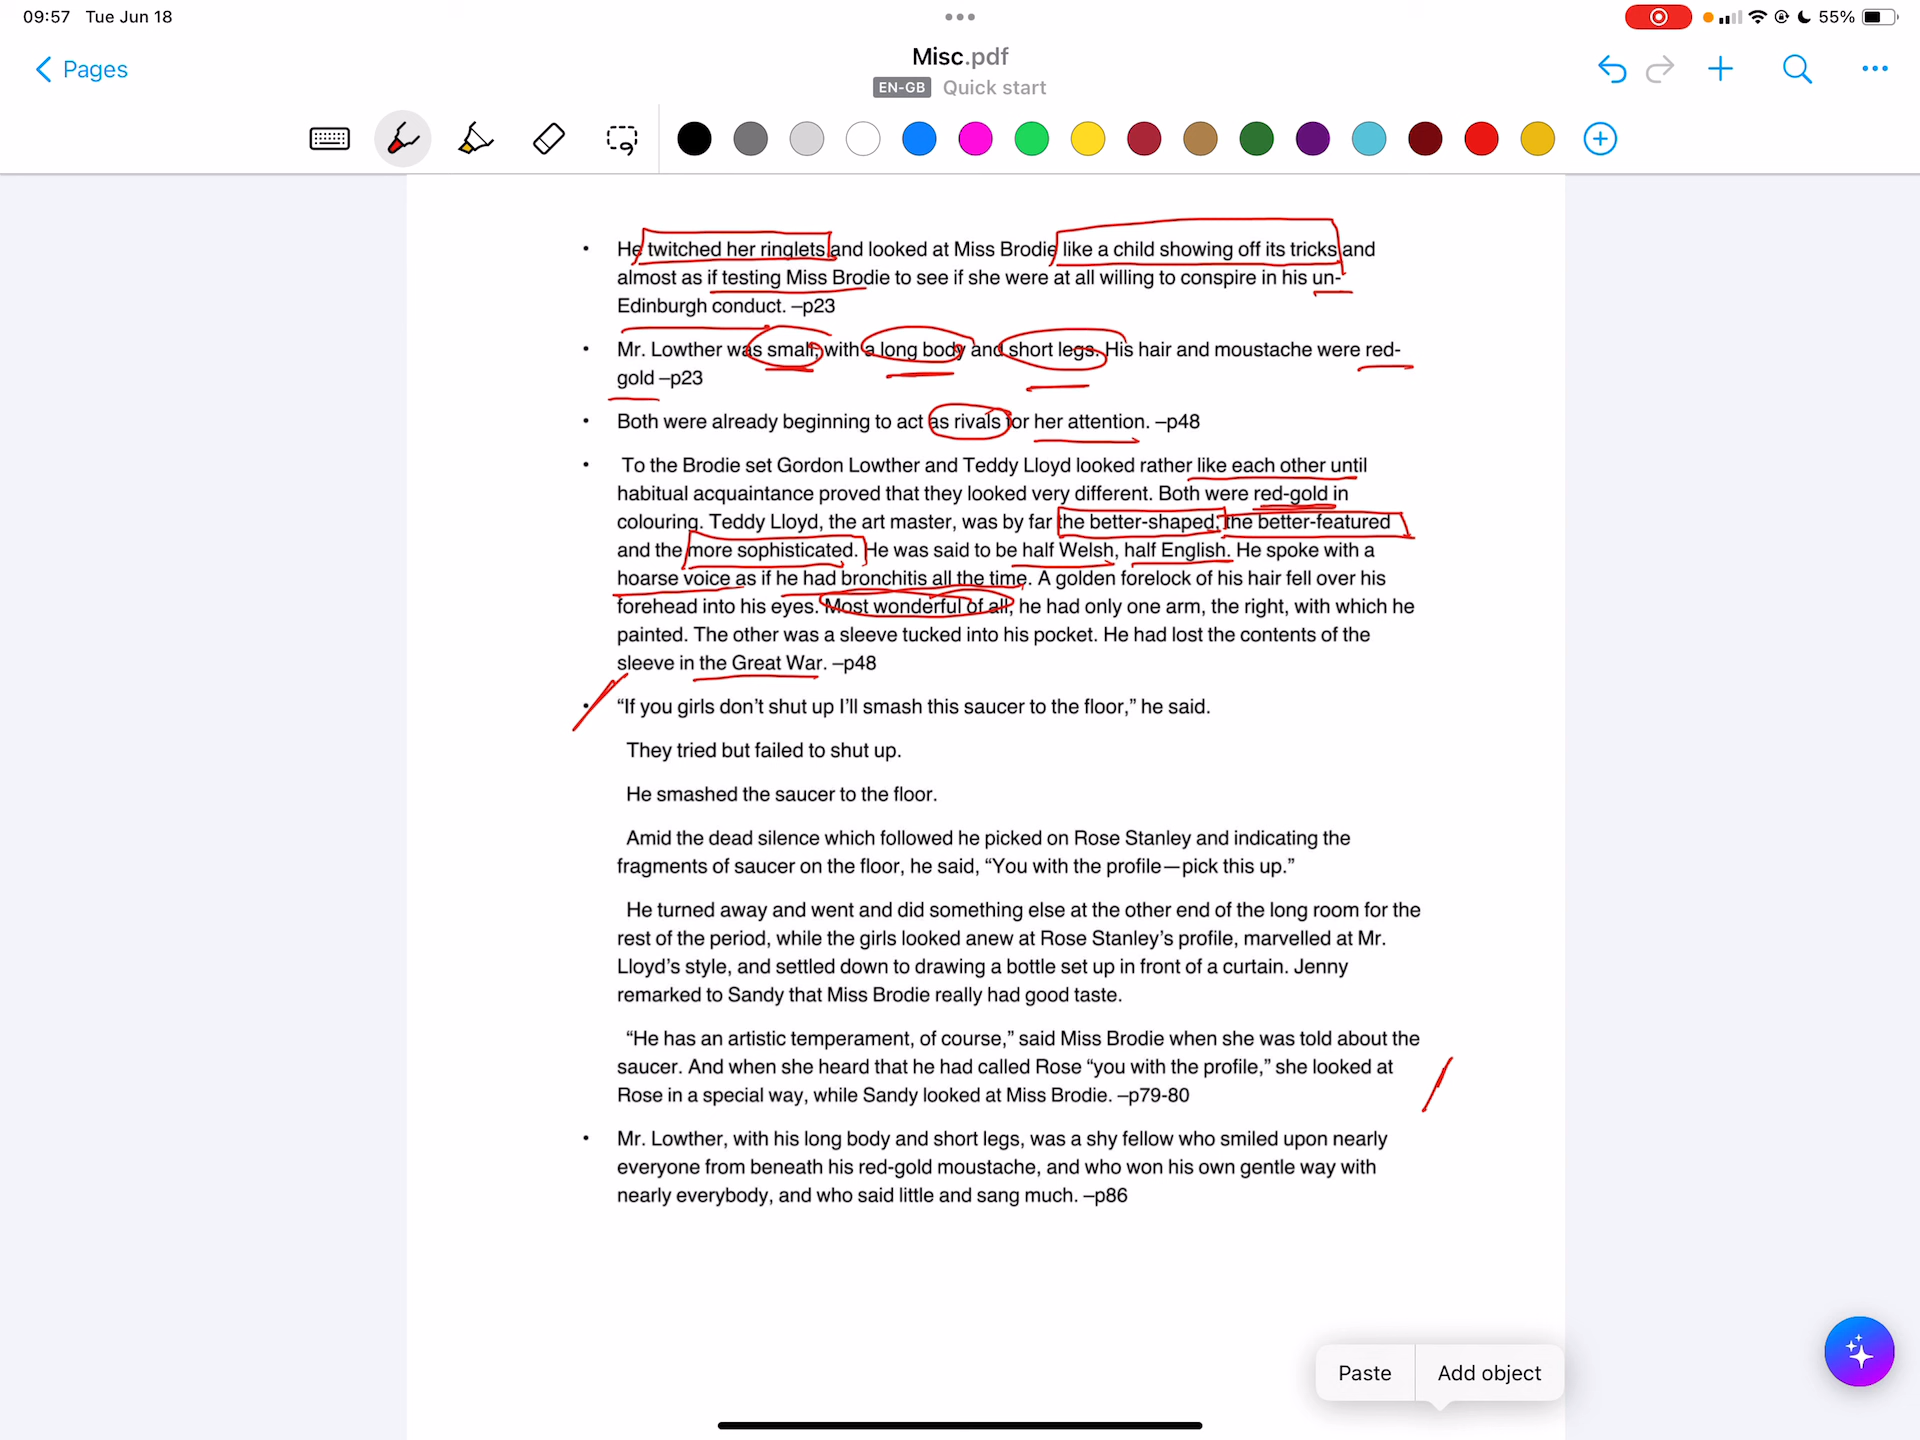 09:57 Tue Jun 18
55%
Pages
Misc.pdf
EN-GB Quick start
• He twitched her ringlets and looked at Miss Brodie like a child showing off its tricks and
almost as if testing Miss Brodie to see if she were at all willing to conspire in his un-
Edinburgh conduct. –p23
• Mr. Lowther was small, with a long body and short legs. His hair and moustache were red-
gold –p23
• Both were already beginning to act as rivals for her attention. –p48
• To the Brodie set Gordon Lowther and Teddy Lloyd looked rather like each other until
habitual acquaintance proved that they looked very different. Both were red-gold in
colouring. Teddy Lloyd, the art master, was by far the better-shaped, the better-featured
and the more sophisticated. He was said to be half Welsh, half English. He spoke with a
hoarse voice as if he had bronchitis all the time. A golden forelock of his hair fell over his
forehead into his eyes. Most wonderful of all, he had only one arm, the right, with which he
painted. The other was a sleeve tucked into his pocket. He had lost the contents of the
sleeve in the Great War. –p48
• “If you girls don’t shut up I’ll smash this saucer to the floor,” he said.
They tried but failed to shut up.
He smashed the saucer to the floor.
Amid the dead silence which followed he picked on Rose Stanley and indicating the
fragments of saucer on the floor, he said, “You with the profile—pick this up.”
He turned away and went and did something else at the other end of the long room for the
rest of the period, while the girls looked anew at Rose Stanley’s profile, marvelled at Mr.
Lloyd’s style, and settled down to drawing a bottle set up in front of a curtain. Jenny
remarked to Sandy that Miss Brodie really had good taste.
“He has an artistic temperament, of course,” said Miss Brodie when she was told about the
saucer. And when she heard that he had called Rose “you with the profile,” she looked at
Rose in a special way, while Sandy looked at Miss Brodie. –p79-80
• Mr. Lowther, with his long body and short legs, was a shy fellow who smiled upon nearly
everyone from beneath his red-gold moustache, and who won his own gentle way with
nearly everybody, and who said little and sang much. –p86
Paste Add object